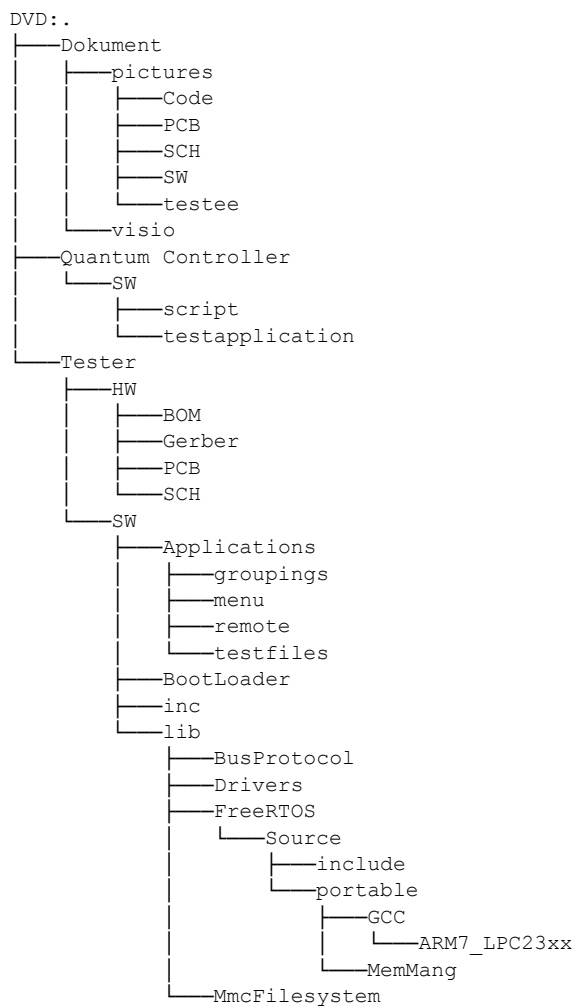 DVD:.
├───Dokument
│   ├───pictures
│   │   ├───Code
│   │   ├───PCB
│   │   ├───SCH
│   │   ├───SW
│   │   └───testee
│   └───visio
├───Quantum Controller
│   └───SW
│       ├───script
│       └───testapplication
└───Tester
    ├───HW
    │   ├───BOM
    │   ├───Gerber
    │   ├───PCB
    │   └───SCH
    └───SW
        ├───Applications
        │   ├───groupings
        │   ├───menu
        │   ├───remote
        │   └───testfiles
        ├───BootLoader
        ├───inc
        └───lib
            ├───BusProtocol
            ├───Drivers
            ├───FreeRTOS
            │   └───Source
            │       ├───include
            │       └───portable
            │           ├───GCC
            │           │   └───ARM7_LPC23xx
            │           └───MemMang
            └───MmcFilesystem